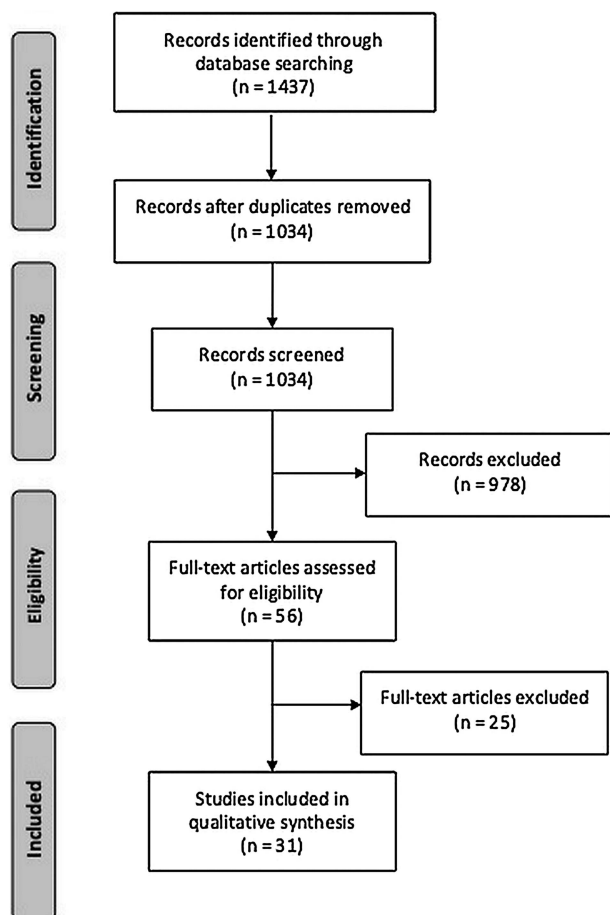 Identification
Records identified through
database searching
(n = 1437)
Records after duplicates removed
(n = 1034)
Screening
Records screened
(n = 1034)
Records excluded
(n = 978)
Eligibility
Full-text articles assessed
for eligibility
(n = 56)
Full-text articles excluded
(n = 25)
Included
Studies included in
qualitative synthesis
(n = 31)